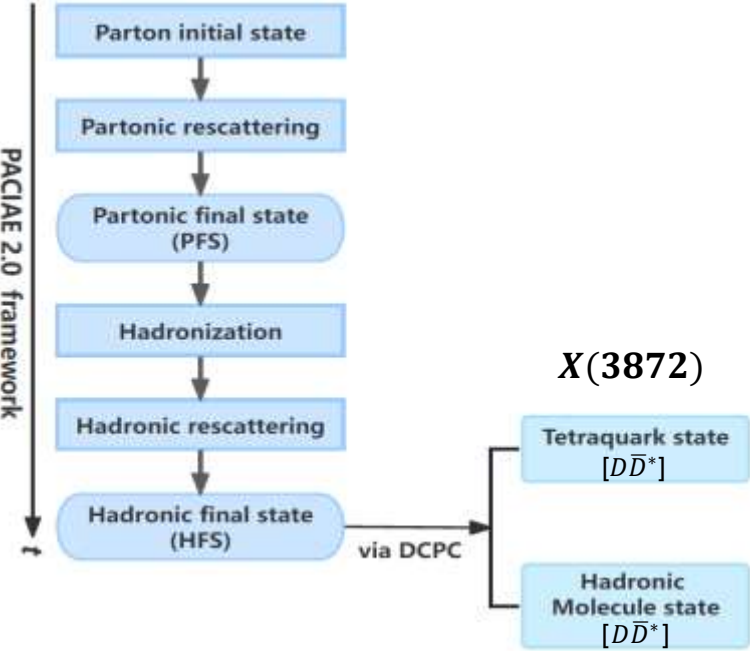 Parton initial state
Partonic rescattering
Partonic final state
(PFS)
Hadronization
Hadronic rescattering
Hadronic final state
(HFS)
PACIAE 2.0 framework
t
via DCPC
X(3872)
Tetraquark state
[DD̅*]
Hadronic
Molecule state
[DD̅*]